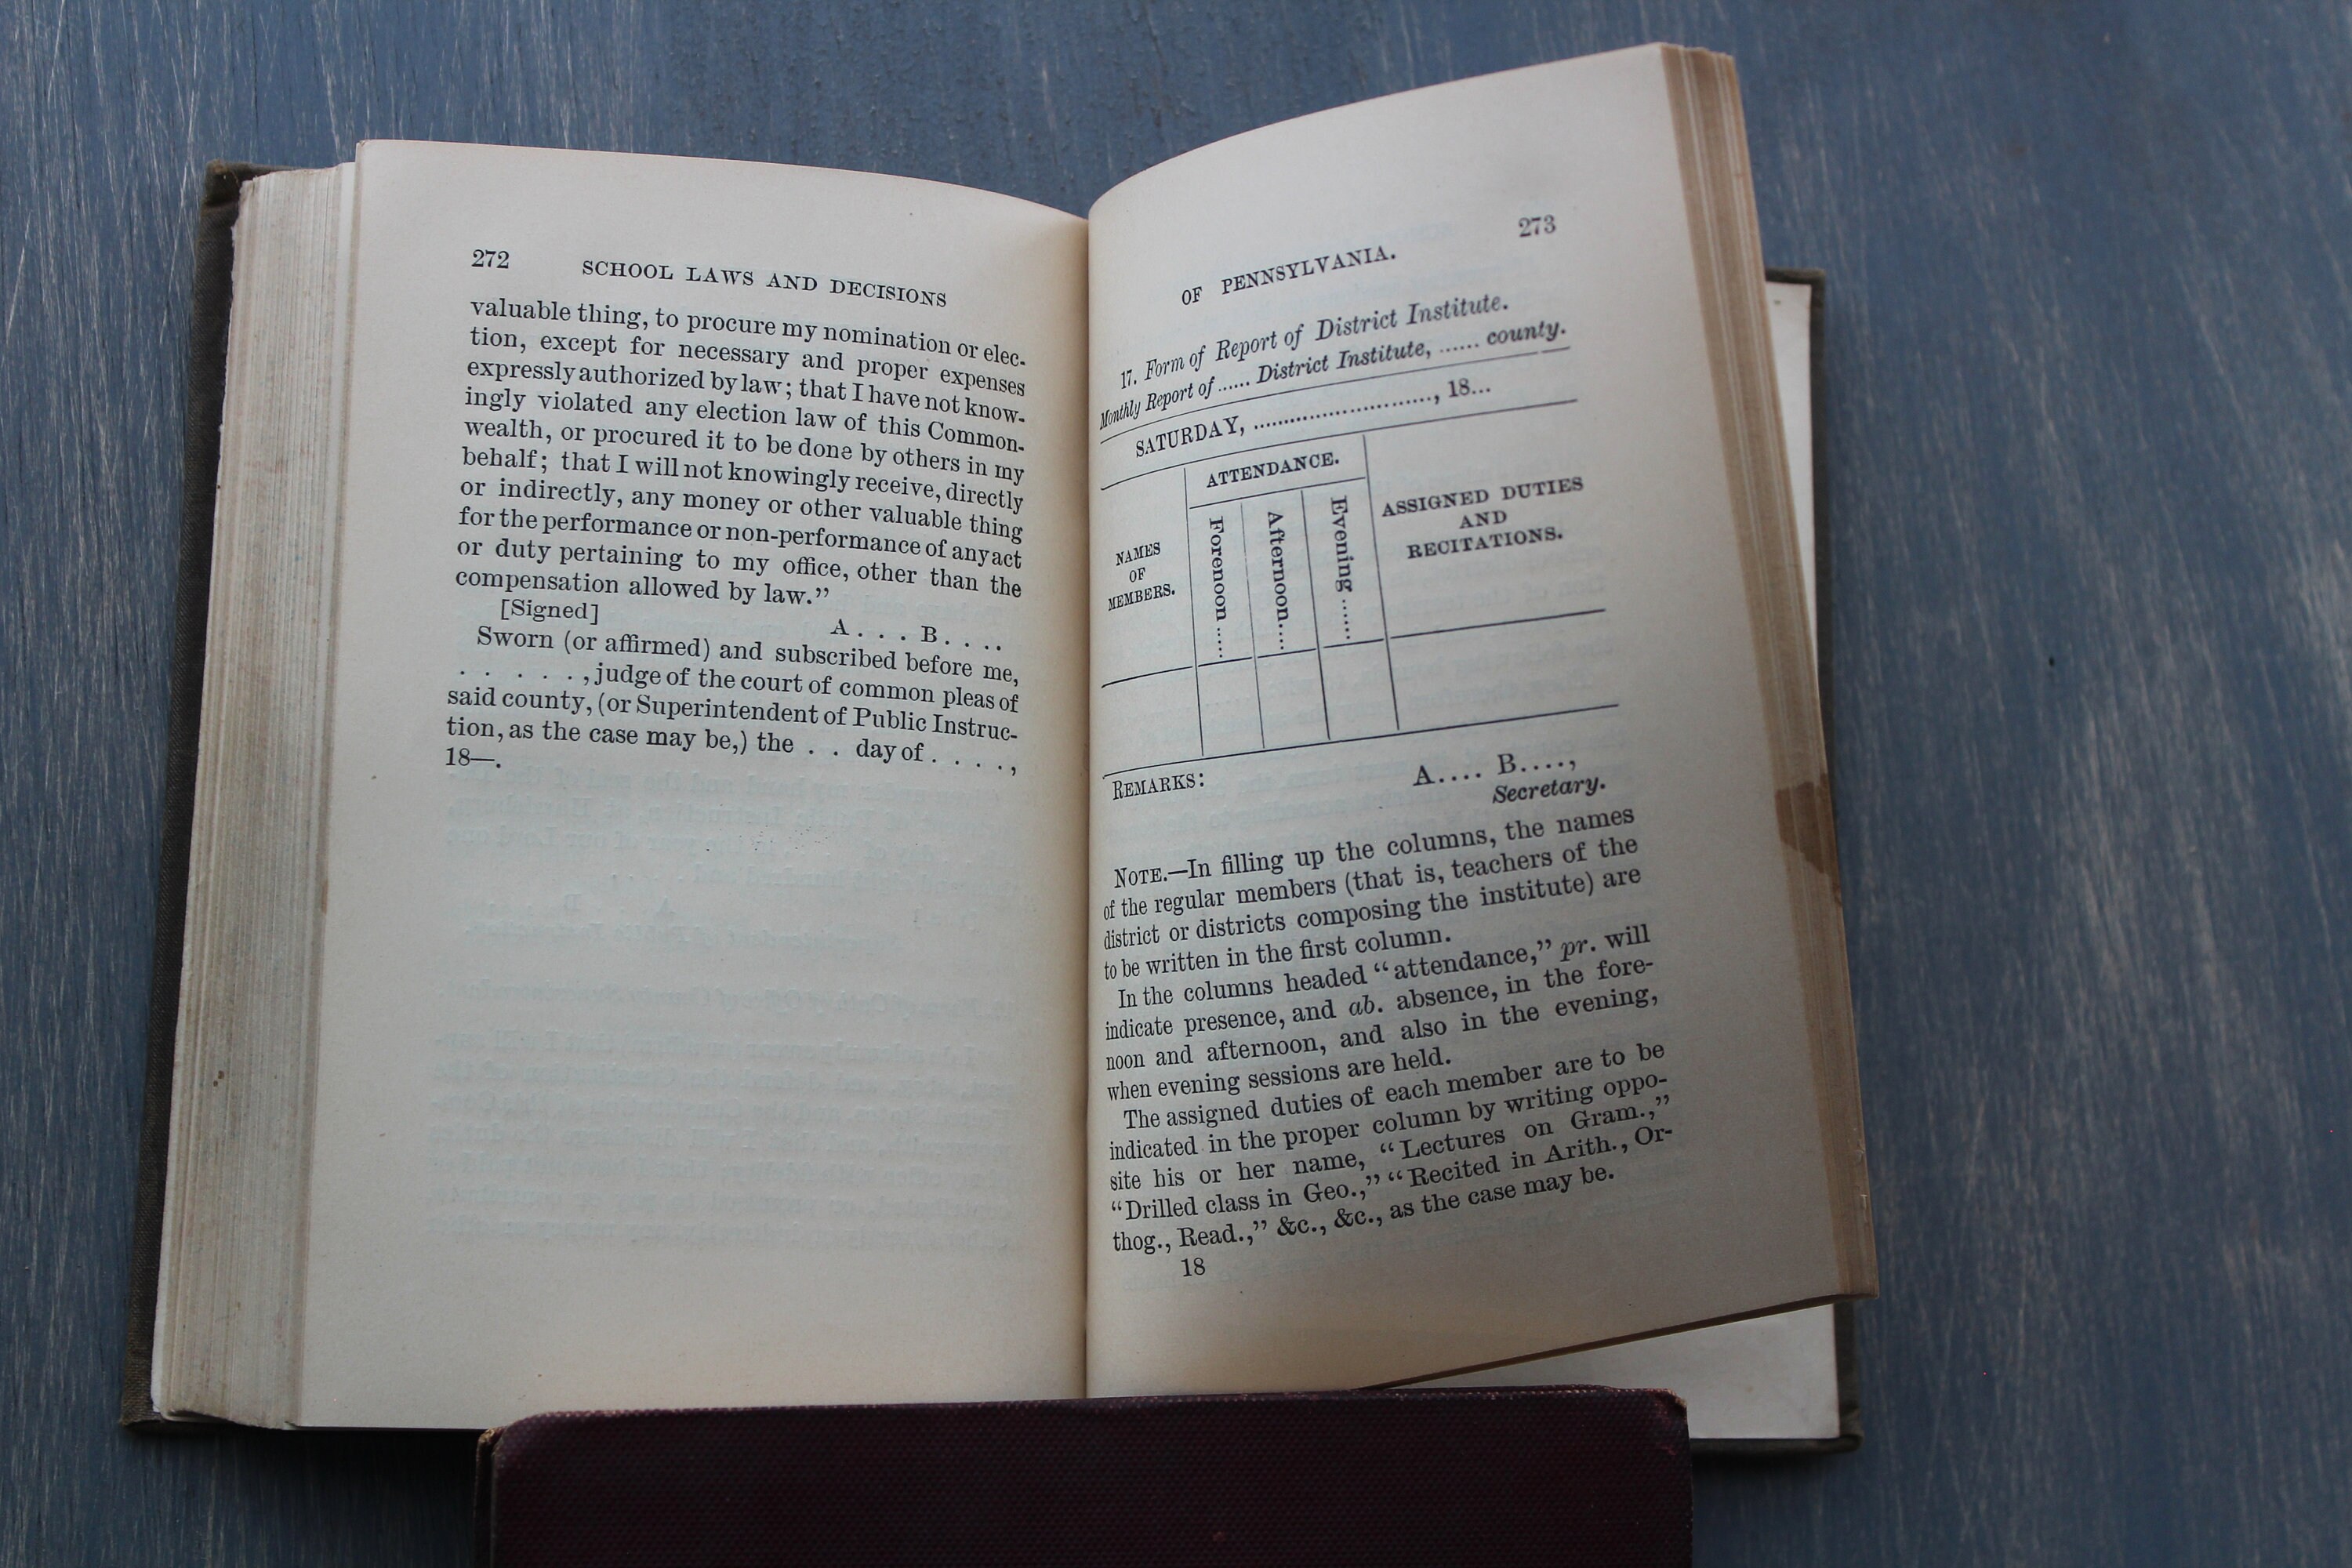 272 SCHOOL LAWS AND DECISIONS
valuable thing, to procure my nomination or elec-
tion, except for necessary and proper expenses
expressly authorized by law; that I have not know-
ingly violated any election law of this Common-
wealth, or procured it to be done by others in my
behalf; that I will not knowingly receive, directly
or indirectly, any money or other valuable thing
for the performance or non-performance of any act
or duty pertaining to my office, other than the
compensation allowed by law.”
[Signed] A . . . B . . . .
Sworn (or affirmed) and subscribed before me,
. . . . . , judge of the court of common pleas of
said county, (or Superintendent of Public Instruc-
tion, as the case may be,) the . . day of . . . . ,
18—.
OF PENNSYLVANIA. 273
17. Form of Report of District Institute.
Monthly Report of ...... District Institute, ...... county.
SATURDAY, ..........................., 18...
NAMES
OF
MEMBERS.
ATTENDANCE.
Forenoon .....
Afternoon....
Evening ......
ASSIGNED DUTIES
AND
RECITATIONS.
REMARKS: A.... B....,
Secretary.
NOTE.—In filling up the columns, the names
of the regular members (that is, teachers of the
district or districts composing the institute) are
to be written in the first column.
In the columns headed “attendance,” pr. will
indicate presence, and ab. absence, in the fore-
noon and afternoon, and also in the evening,
when evening sessions are held.
The assigned duties of each member are to be
indicated in the proper column by writing oppo-
site his or her name, “Lectures on Gram.,”
“Drilled class in Geo.,” “Recited in Arith., Or-
thog., Read.,” &c., &c., as the case may be.
18